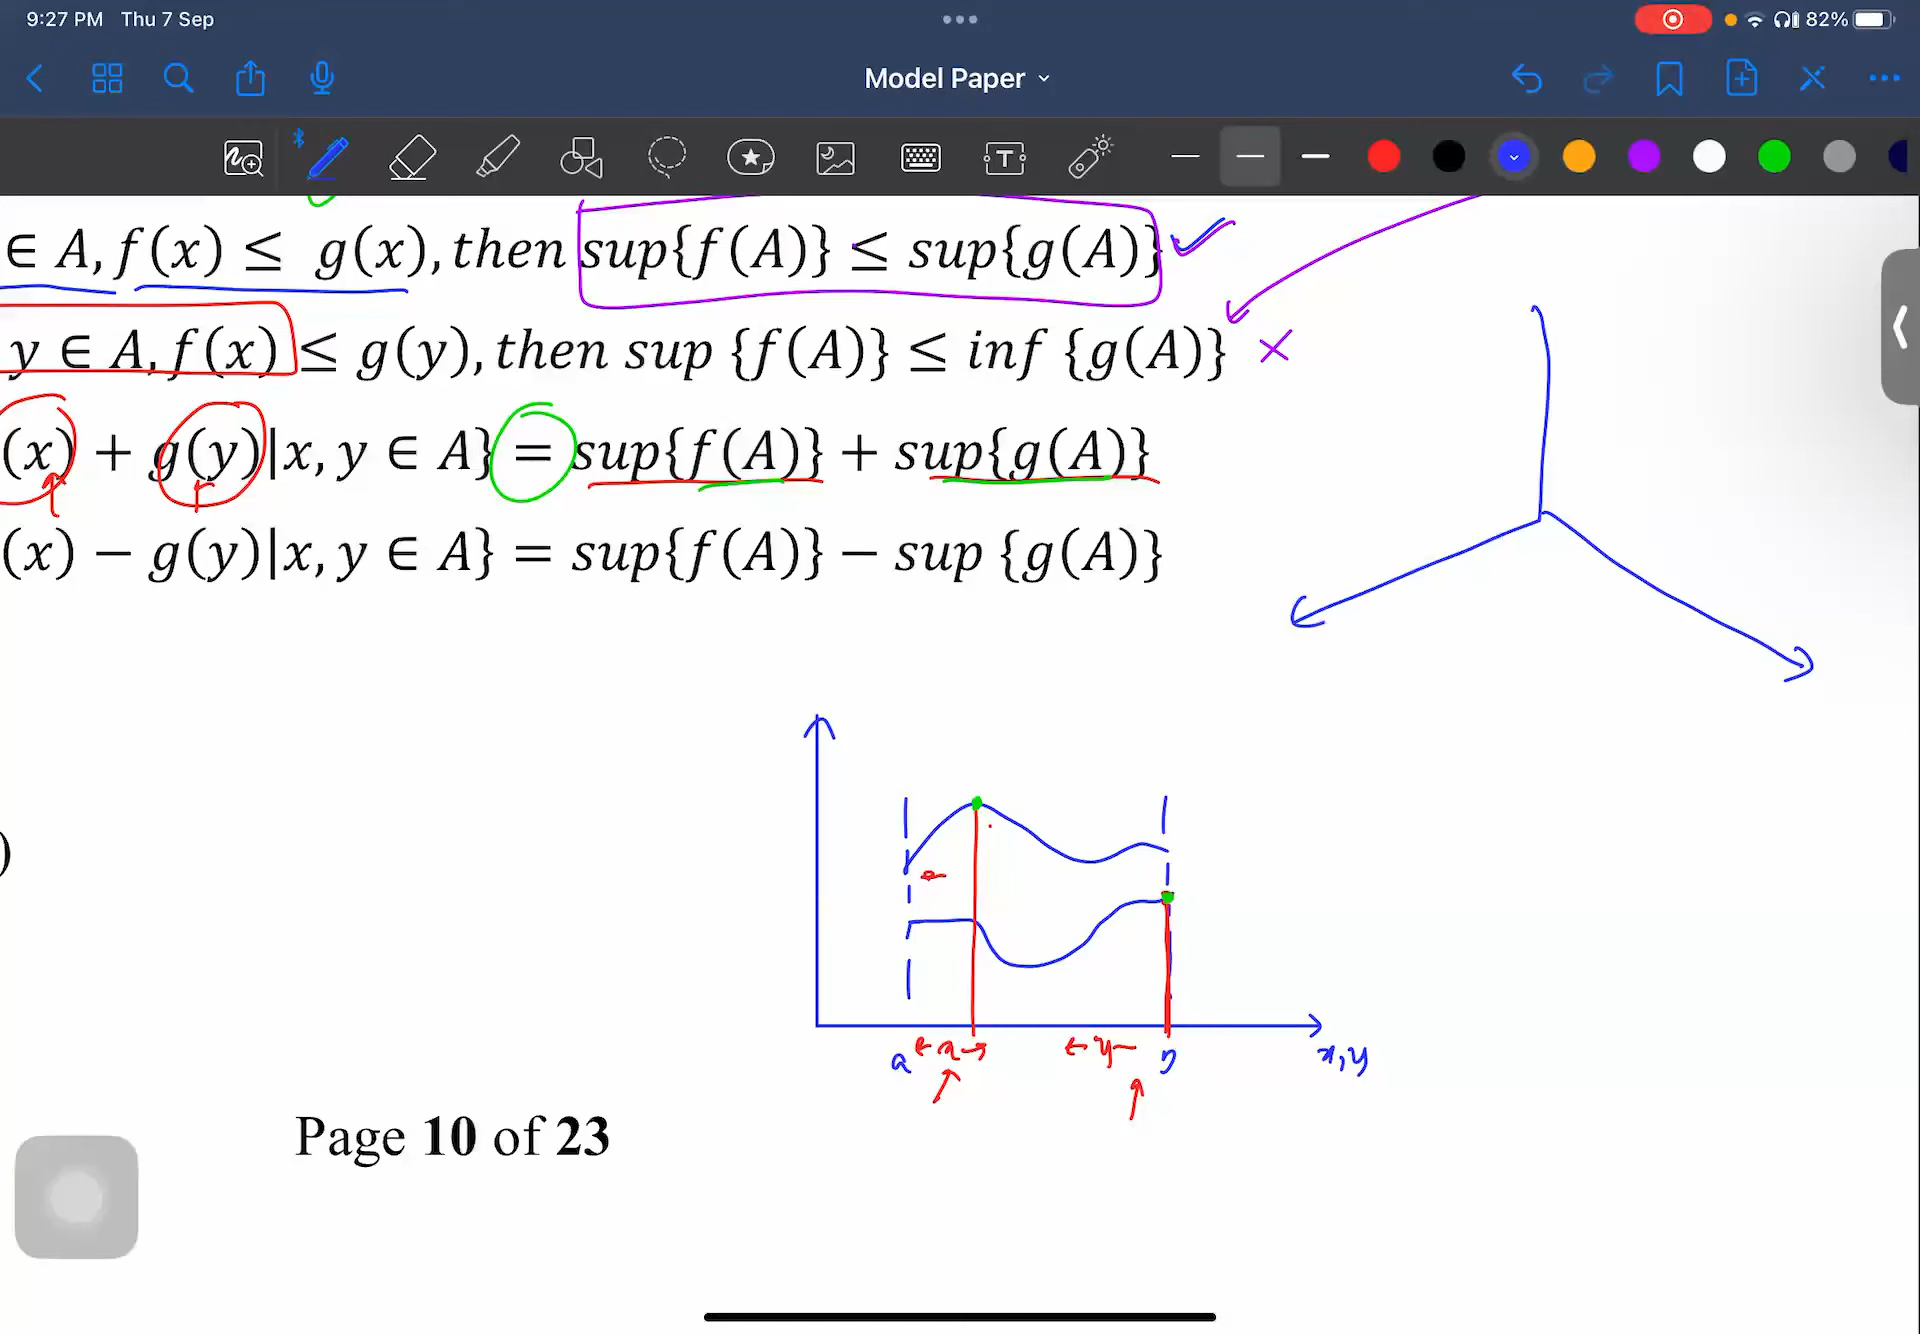 9:27 PM Thu 7 Sep
82%
Model Paper
T
∈ A, f(x) ≤ g(x), then sup{f(A)} ≤ sup{g(A)}
y ∈ A, f(x) ≤ g(y), then sup {f(A)} ≤ inf {g(A)}
(x) + g(y)|x, y ∈ A} = sup{f(A)} + sup{g(A)}
(x) − g(y)|x, y ∈ A} = sup{f(A)} − sup {g(A)}
)
a x y b x, y
Page 10 of 23